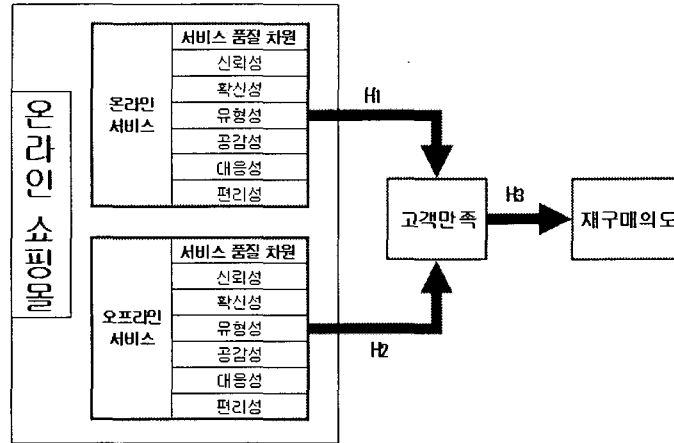 온라인 쇼핑몰
온라인
서비스
서비스 품질 차원
신뢰성
확신성
유형성
공감성
대응성
편리성
오프라인
서비스
서비스 품질 차원
신뢰성
확신성
유형성
공감성
대응성
편리성
H1
H2
고객만족
H3
재구매의도